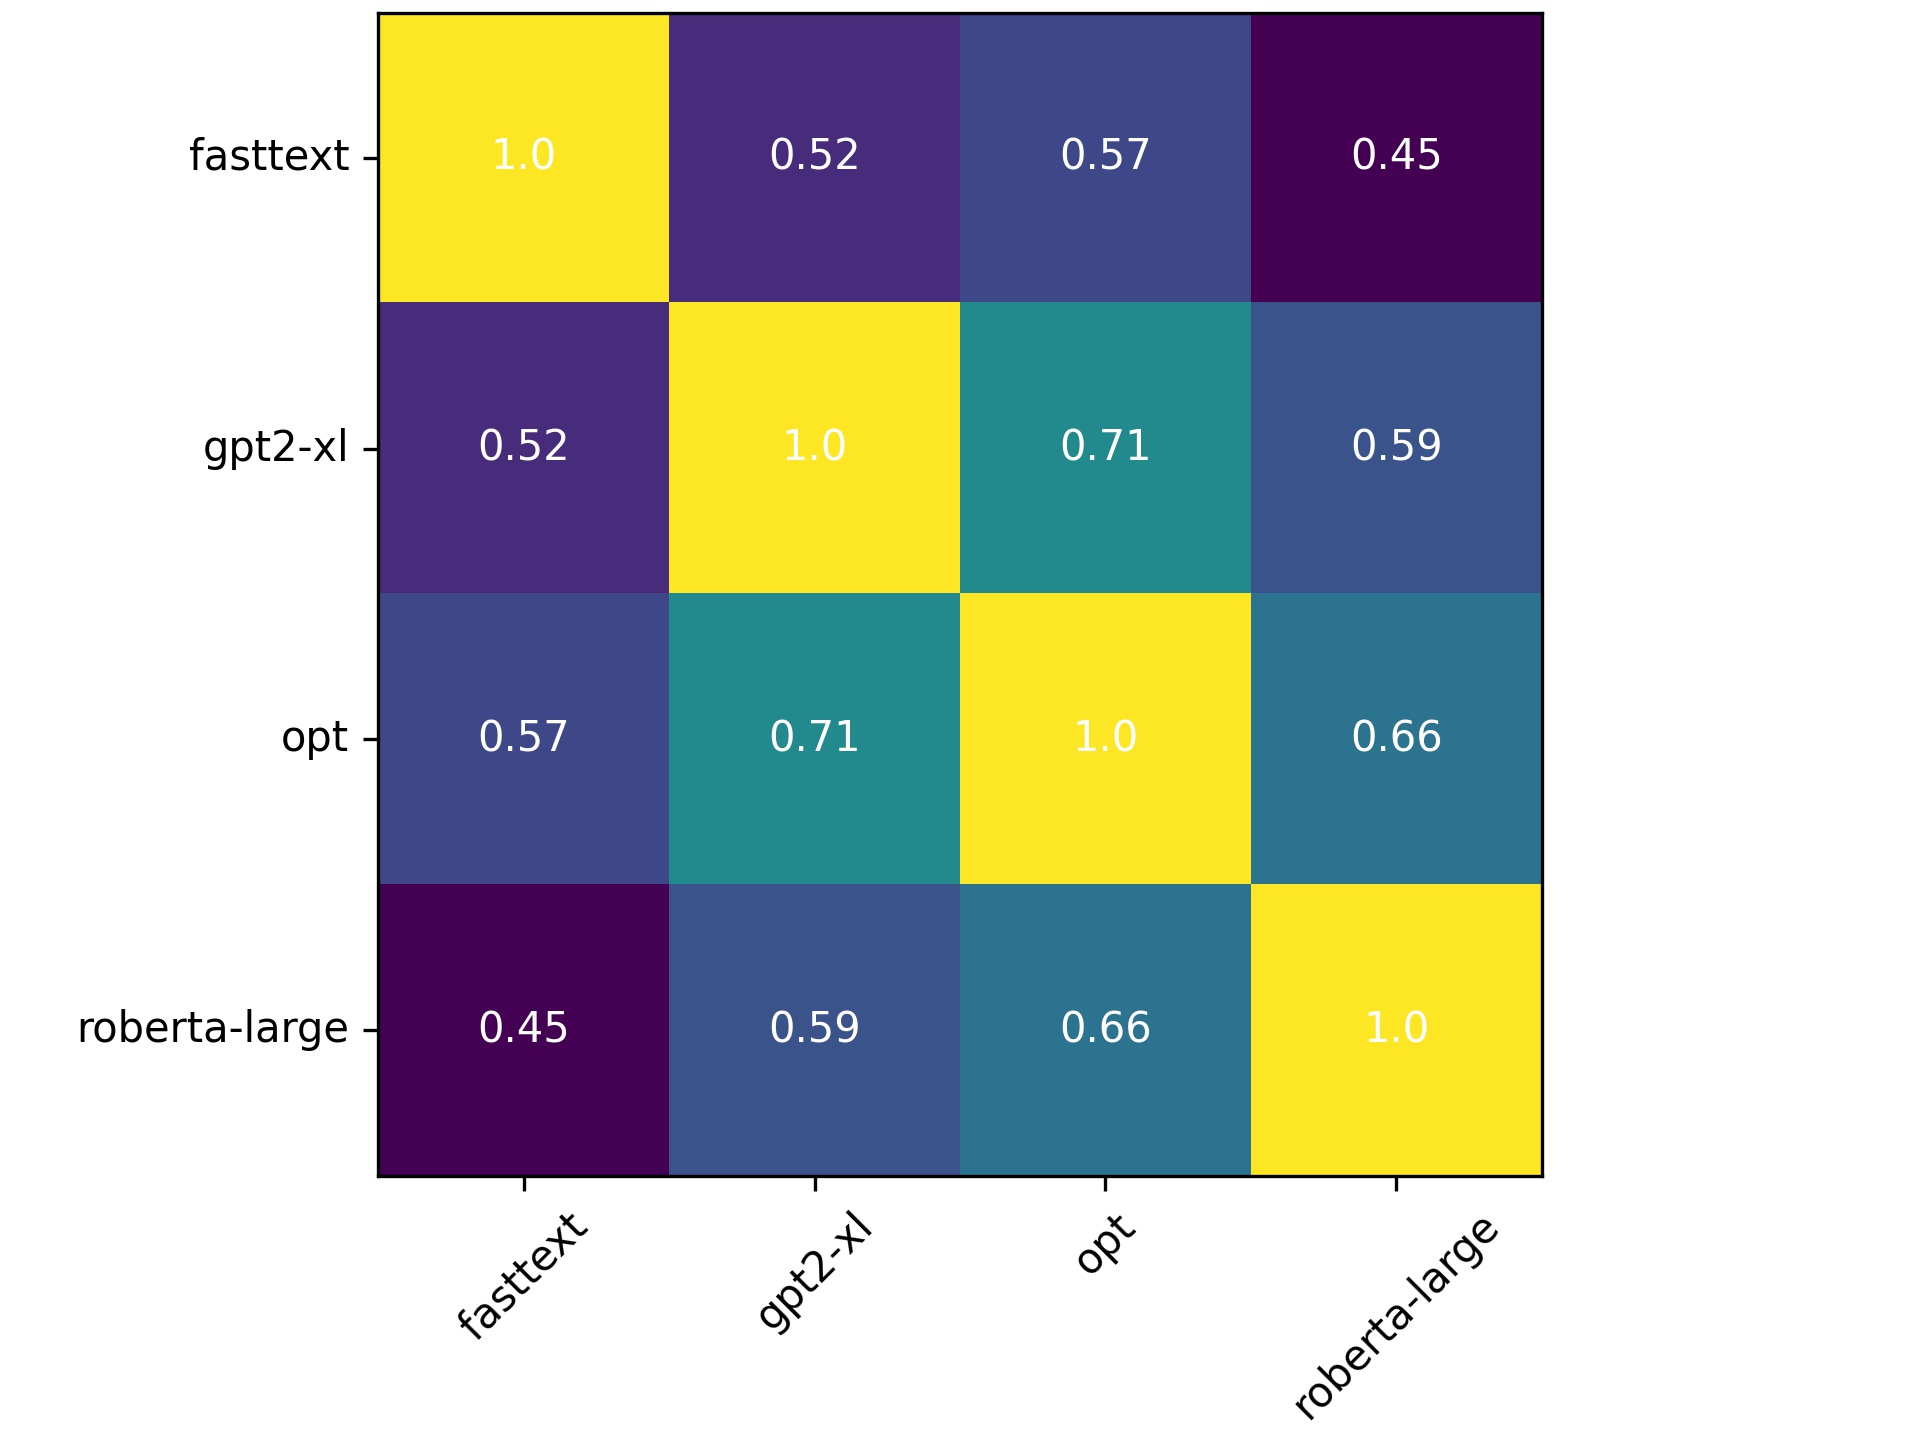 fasttext 1.0 0.52 0.57 0.45
gpt2-xl 0.52 1.0 0.71 0.59
opt 0.57 0.71 1.0 0.66
roberta-large 0.45 0.59 0.66 1.0
fasttext gpt2-xl opt roberta-large